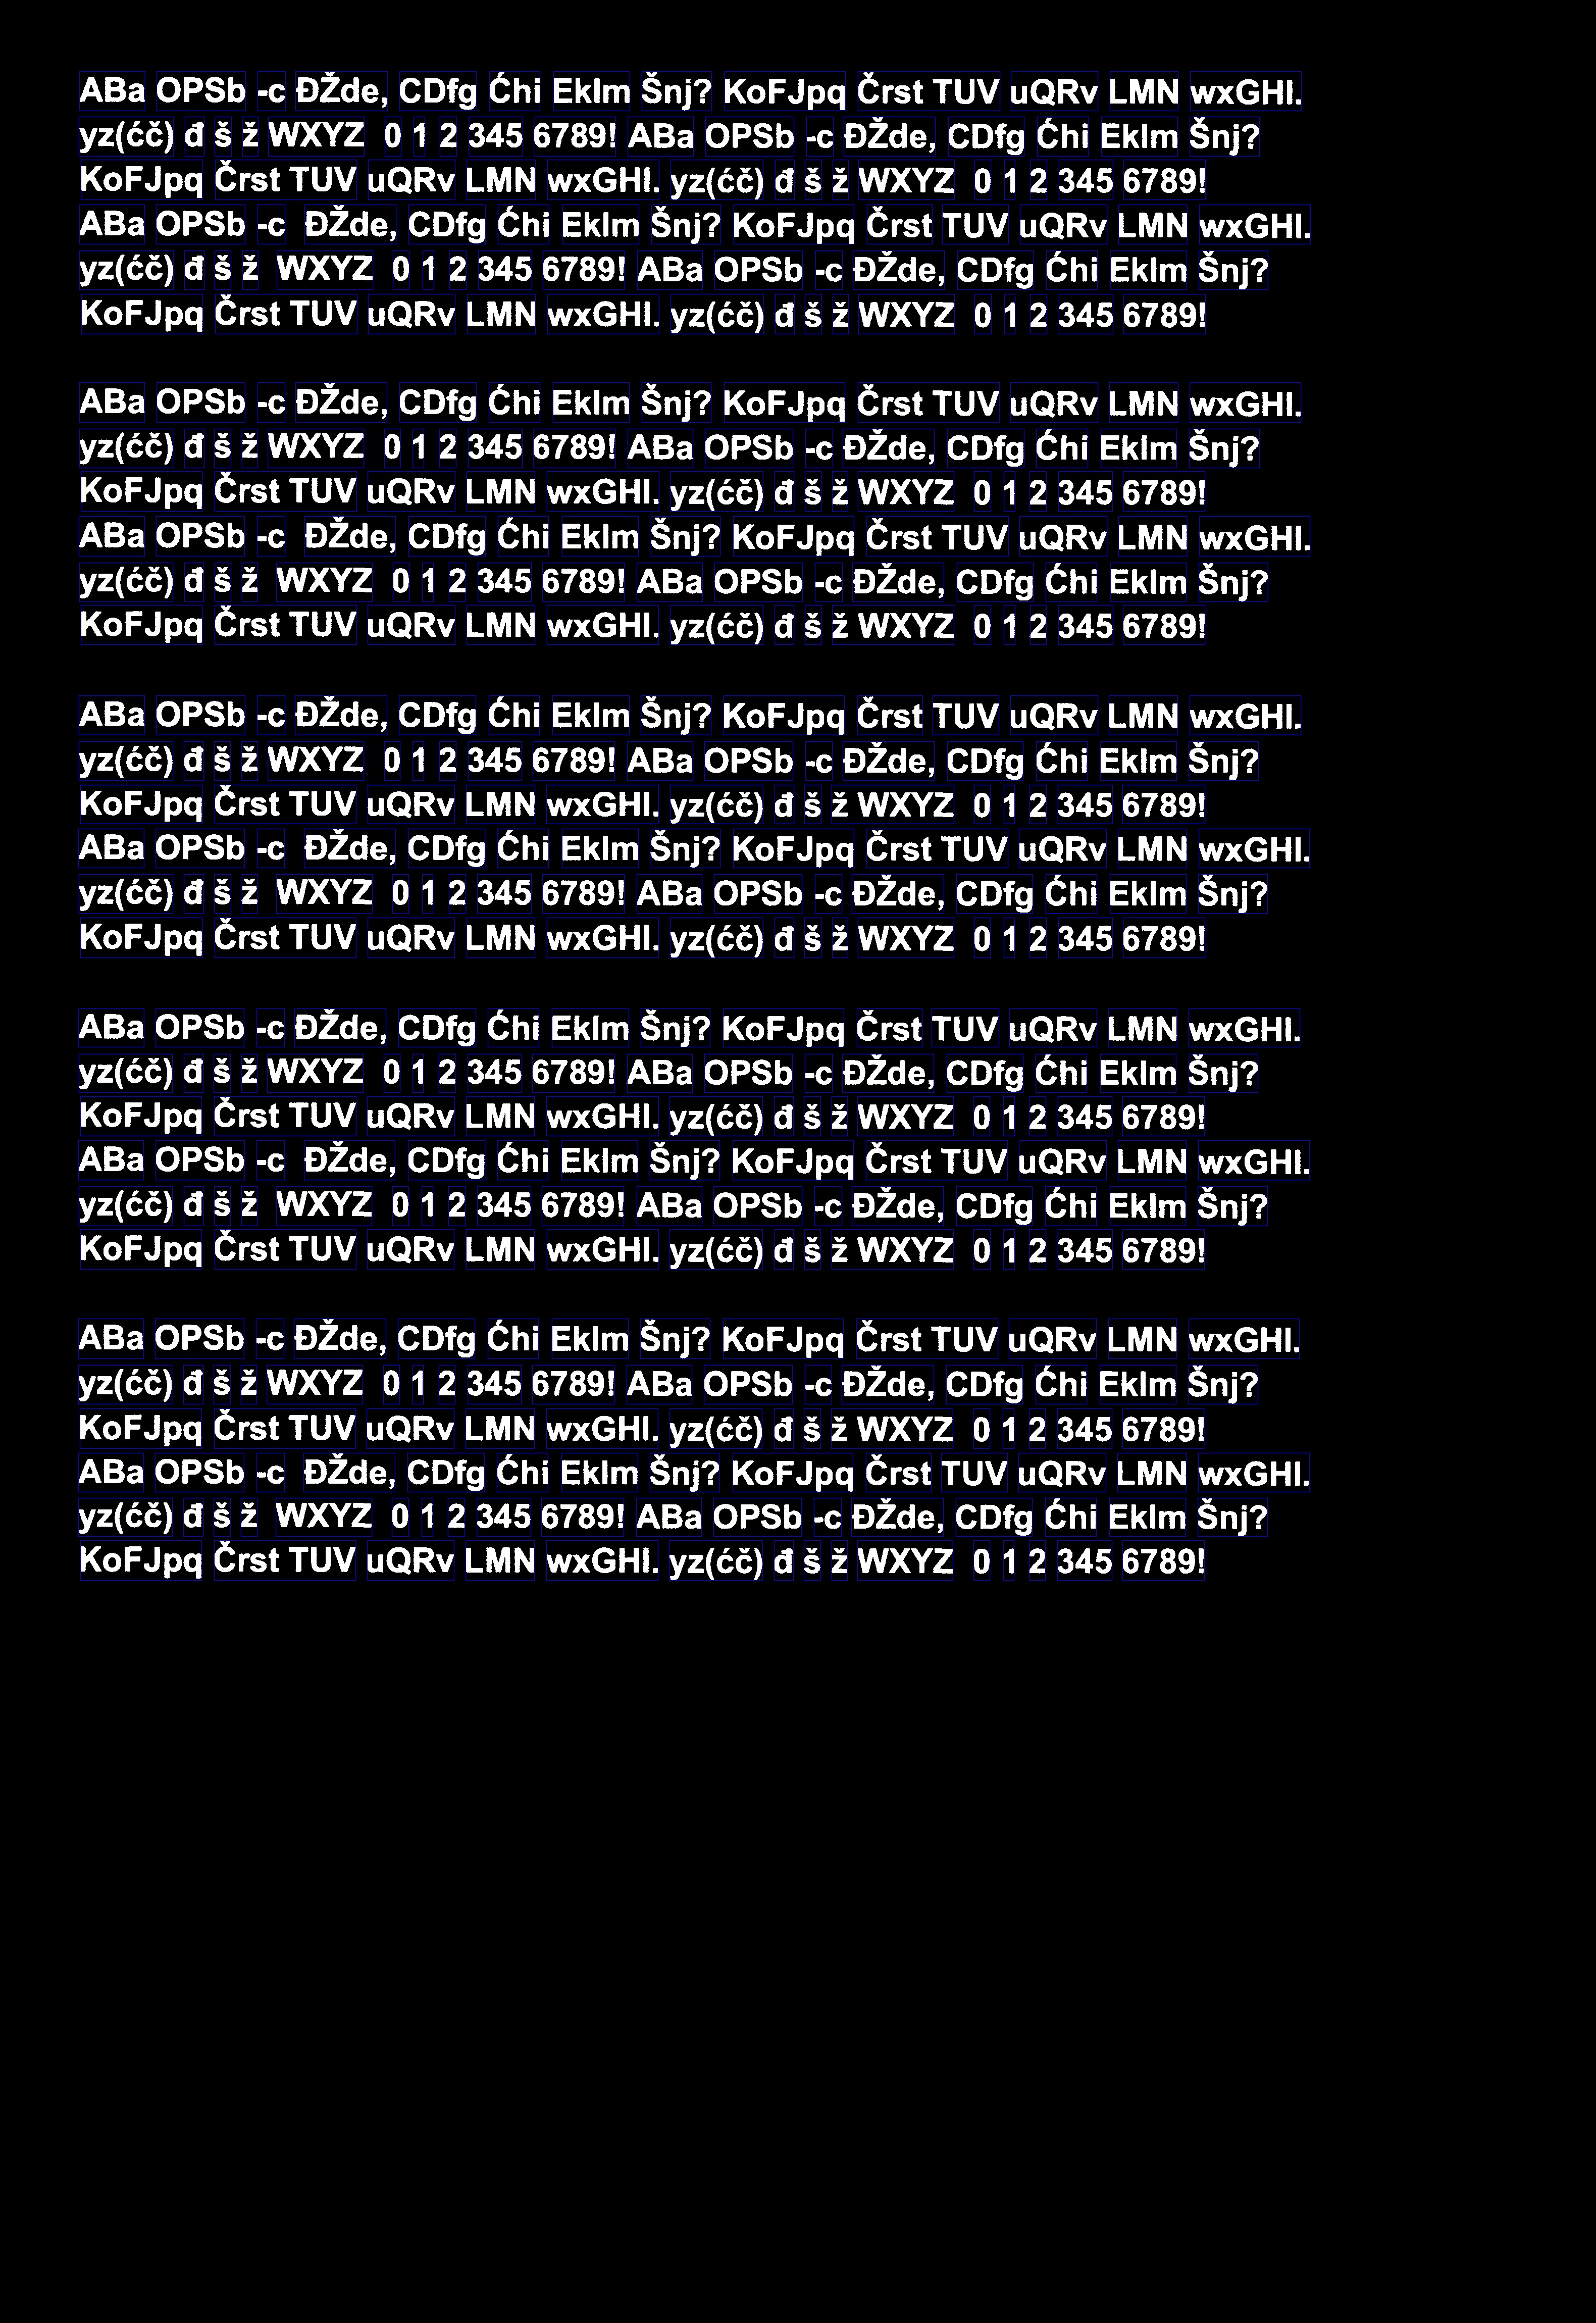 ABa OPSb -c ĐŽde, CDfg Ćhi Eklm Šnj? KoFJpq Črst TUV uQRv LMN wxGHI.
yz(ćč) đ š ž WXYZ  0 1 2 345 6789! ABa OPSb -c ĐŽde, CDfg Ćhi Eklm Šnj?
KoFJpq Črst TUV uQRv LMN wxGHI. yz(ćč) đ š ž WXYZ  0 1 2 345 6789!
ABa OPSb -c  ĐŽde, CDfg Ćhi Eklm Šnj? KoFJpq Črst TUV uQRv LMN wxGHI.
yz(ćč) đ š ž  WXYZ  0 1 2 345 6789! ABa OPSb -c ĐŽde, CDfg Ćhi Eklm Šnj?
KoFJpq Črst TUV uQRv LMN wxGHI. yz(ćč) đ š ž WXYZ  0 1 2 345 6789!

ABa OPSb -c ĐŽde, CDfg Ćhi Eklm Šnj? KoFJpq Črst TUV uQRv LMN wxGHI.
yz(ćč) đ š ž WXYZ  0 1 2 345 6789! ABa OPSb -c ĐŽde, CDfg Ćhi Eklm Šnj?
KoFJpq Črst TUV uQRv LMN wxGHI. yz(ćč) đ š ž WXYZ  0 1 2 345 6789!
ABa OPSb -c  ĐŽde, CDfg Ćhi Eklm Šnj? KoFJpq Črst TUV uQRv LMN wxGHI.
yz(ćč) đ š ž  WXYZ  0 1 2 345 6789! ABa OPSb -c ĐŽde, CDfg Ćhi Eklm Šnj?
KoFJpq Črst TUV uQRv LMN wxGHI. yz(ćč) đ š ž WXYZ  0 1 2 345 6789!

ABa OPSb -c ĐŽde, CDfg Ćhi Eklm Šnj? KoFJpq Črst TUV uQRv LMN wxGHI.
yz(ćč) đ š ž WXYZ  0 1 2 345 6789! ABa OPSb -c ĐŽde, CDfg Ćhi Eklm Šnj?
KoFJpq Črst TUV uQRv LMN wxGHI. yz(ćč) đ š ž WXYZ  0 1 2 345 6789!
ABa OPSb -c  ĐŽde, CDfg Ćhi Eklm Šnj? KoFJpq Črst TUV uQRv LMN wxGHI.
yz(ćč) đ š ž  WXYZ  0 1 2 345 6789! ABa OPSb -c ĐŽde, CDfg Ćhi Eklm Šnj?
KoFJpq Črst TUV uQRv LMN wxGHI. yz(ćč) đ š ž WXYZ  0 1 2 345 6789!

ABa OPSb -c ĐŽde, CDfg Ćhi Eklm Šnj? KoFJpq Črst TUV uQRv LMN wxGHI.
yz(ćč) đ š ž WXYZ  0 1 2 345 6789! ABa OPSb -c ĐŽde, CDfg Ćhi Eklm Šnj?
KoFJpq Črst TUV uQRv LMN wxGHI. yz(ćč) đ š ž WXYZ  0 1 2 345 6789!
ABa OPSb -c  ĐŽde, CDfg Ćhi Eklm Šnj? KoFJpq Črst TUV uQRv LMN wxGHI.
yz(ćč) đ š ž  WXYZ  0 1 2 345 6789! ABa OPSb -c ĐŽde, CDfg Ćhi Eklm Šnj?
KoFJpq Črst TUV uQRv LMN wxGHI. yz(ćč) đ š ž WXYZ  0 1 2 345 6789!

ABa OPSb -c ĐŽde, CDfg Ćhi Eklm Šnj? KoFJpq Črst TUV uQRv LMN wxGHI.
yz(ćč) đ š ž WXYZ  0 1 2 345 6789! ABa OPSb -c ĐŽde, CDfg Ćhi Eklm Šnj?
KoFJpq Črst TUV uQRv LMN wxGHI. yz(ćč) đ š ž WXYZ  0 1 2 345 6789!
ABa OPSb -c  ĐŽde, CDfg Ćhi Eklm Šnj? KoFJpq Črst TUV uQRv LMN wxGHI.
yz(ćč) đ š ž  WXYZ  0 1 2 345 6789! ABa OPSb -c ĐŽde, CDfg Ćhi Eklm Šnj?
KoFJpq Črst TUV uQRv LMN wxGHI. yz(ćč) đ š ž WXYZ  0 1 2 345 6789!